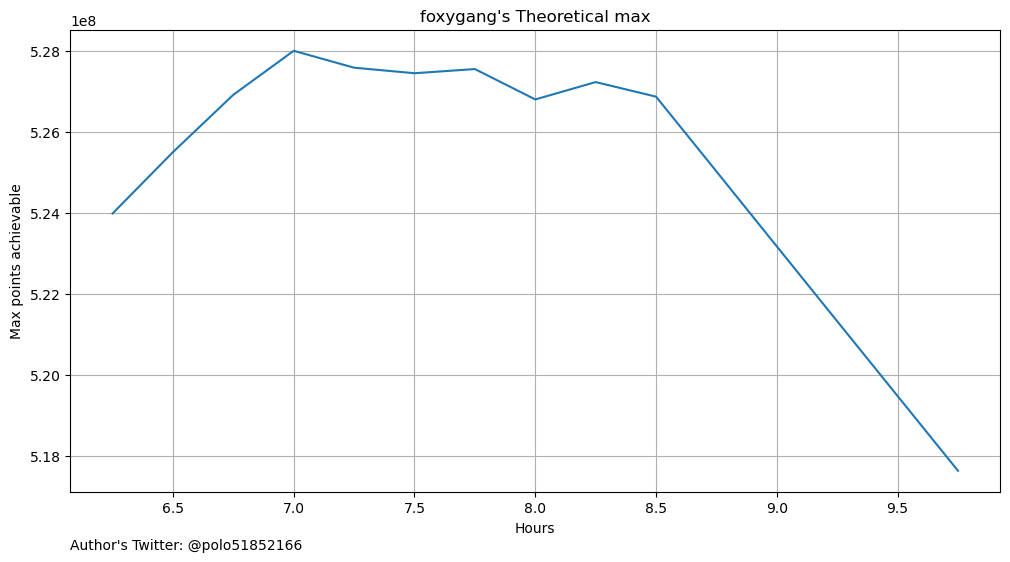 foxygang's Theoretical max
1e8
5.28
5.26
5.24
5.22
5.20
5.18
Max points achievable
6.5 7.0 7.5 8.0 8.5 9.0 9.5
Hours
Author's Twitter: @polo51852166